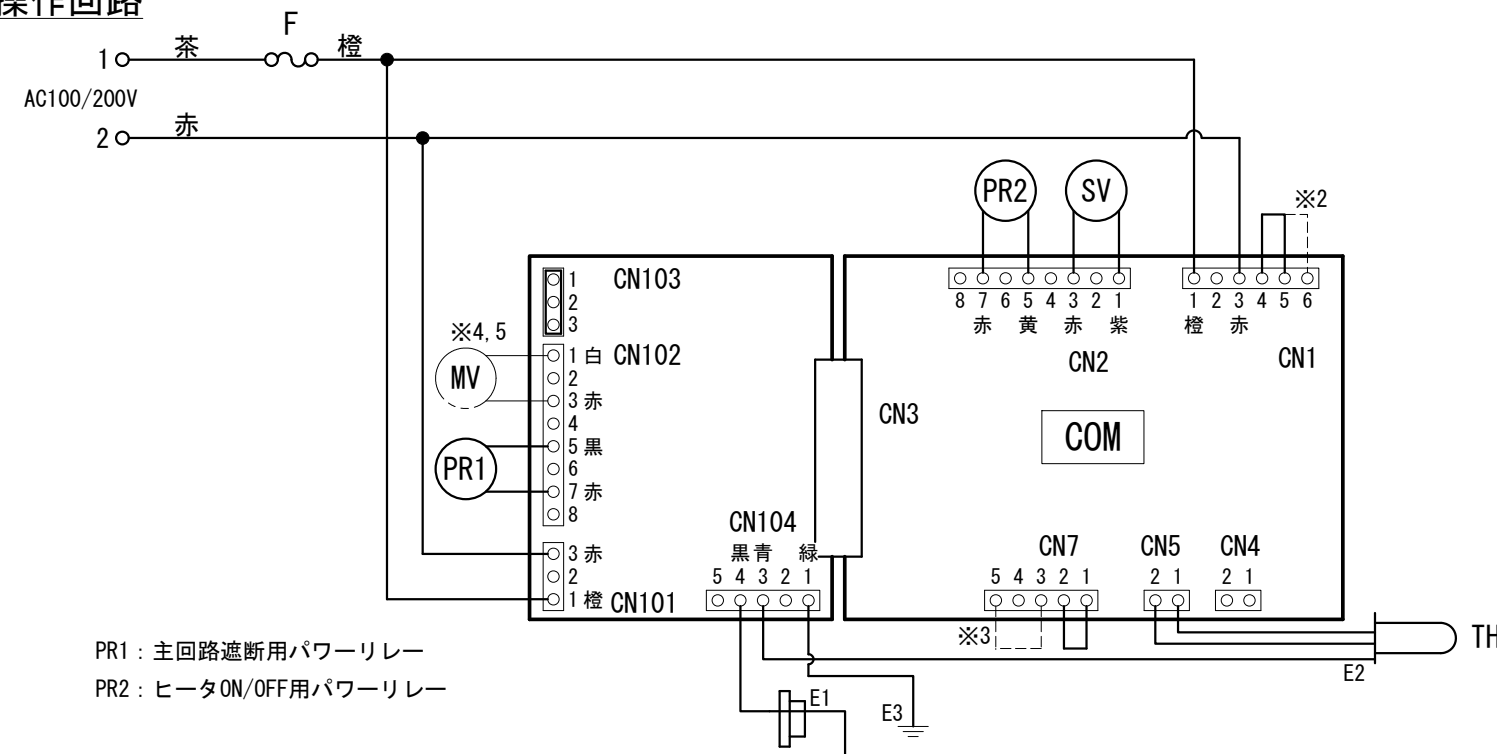 操作回路
F
1 茶 橙
AC100/200V
2 赤
PR2 SV
※2
8 7 6 5 4 3 2 1
赤 黄 赤 紫
CN2
1 2 3 4 5 6
橙 赤
CN1
1 CN103
2
3
※4,5
MV
1 白 CN102
2
3 赤
4
5 黒
PR1
6
7 赤
8
CN3
COM
3 赤
2
1 橙 CN101
CN104
黒 青 緑
5 4 3 2 1
CN7
5 4 3 2 1
CN5
2 1
CN4
2 1
※3
TH
E2
E1
E3
PR1：主回路遮断用パワーリレー
PR2：ヒータON/OFF用パワーリレー